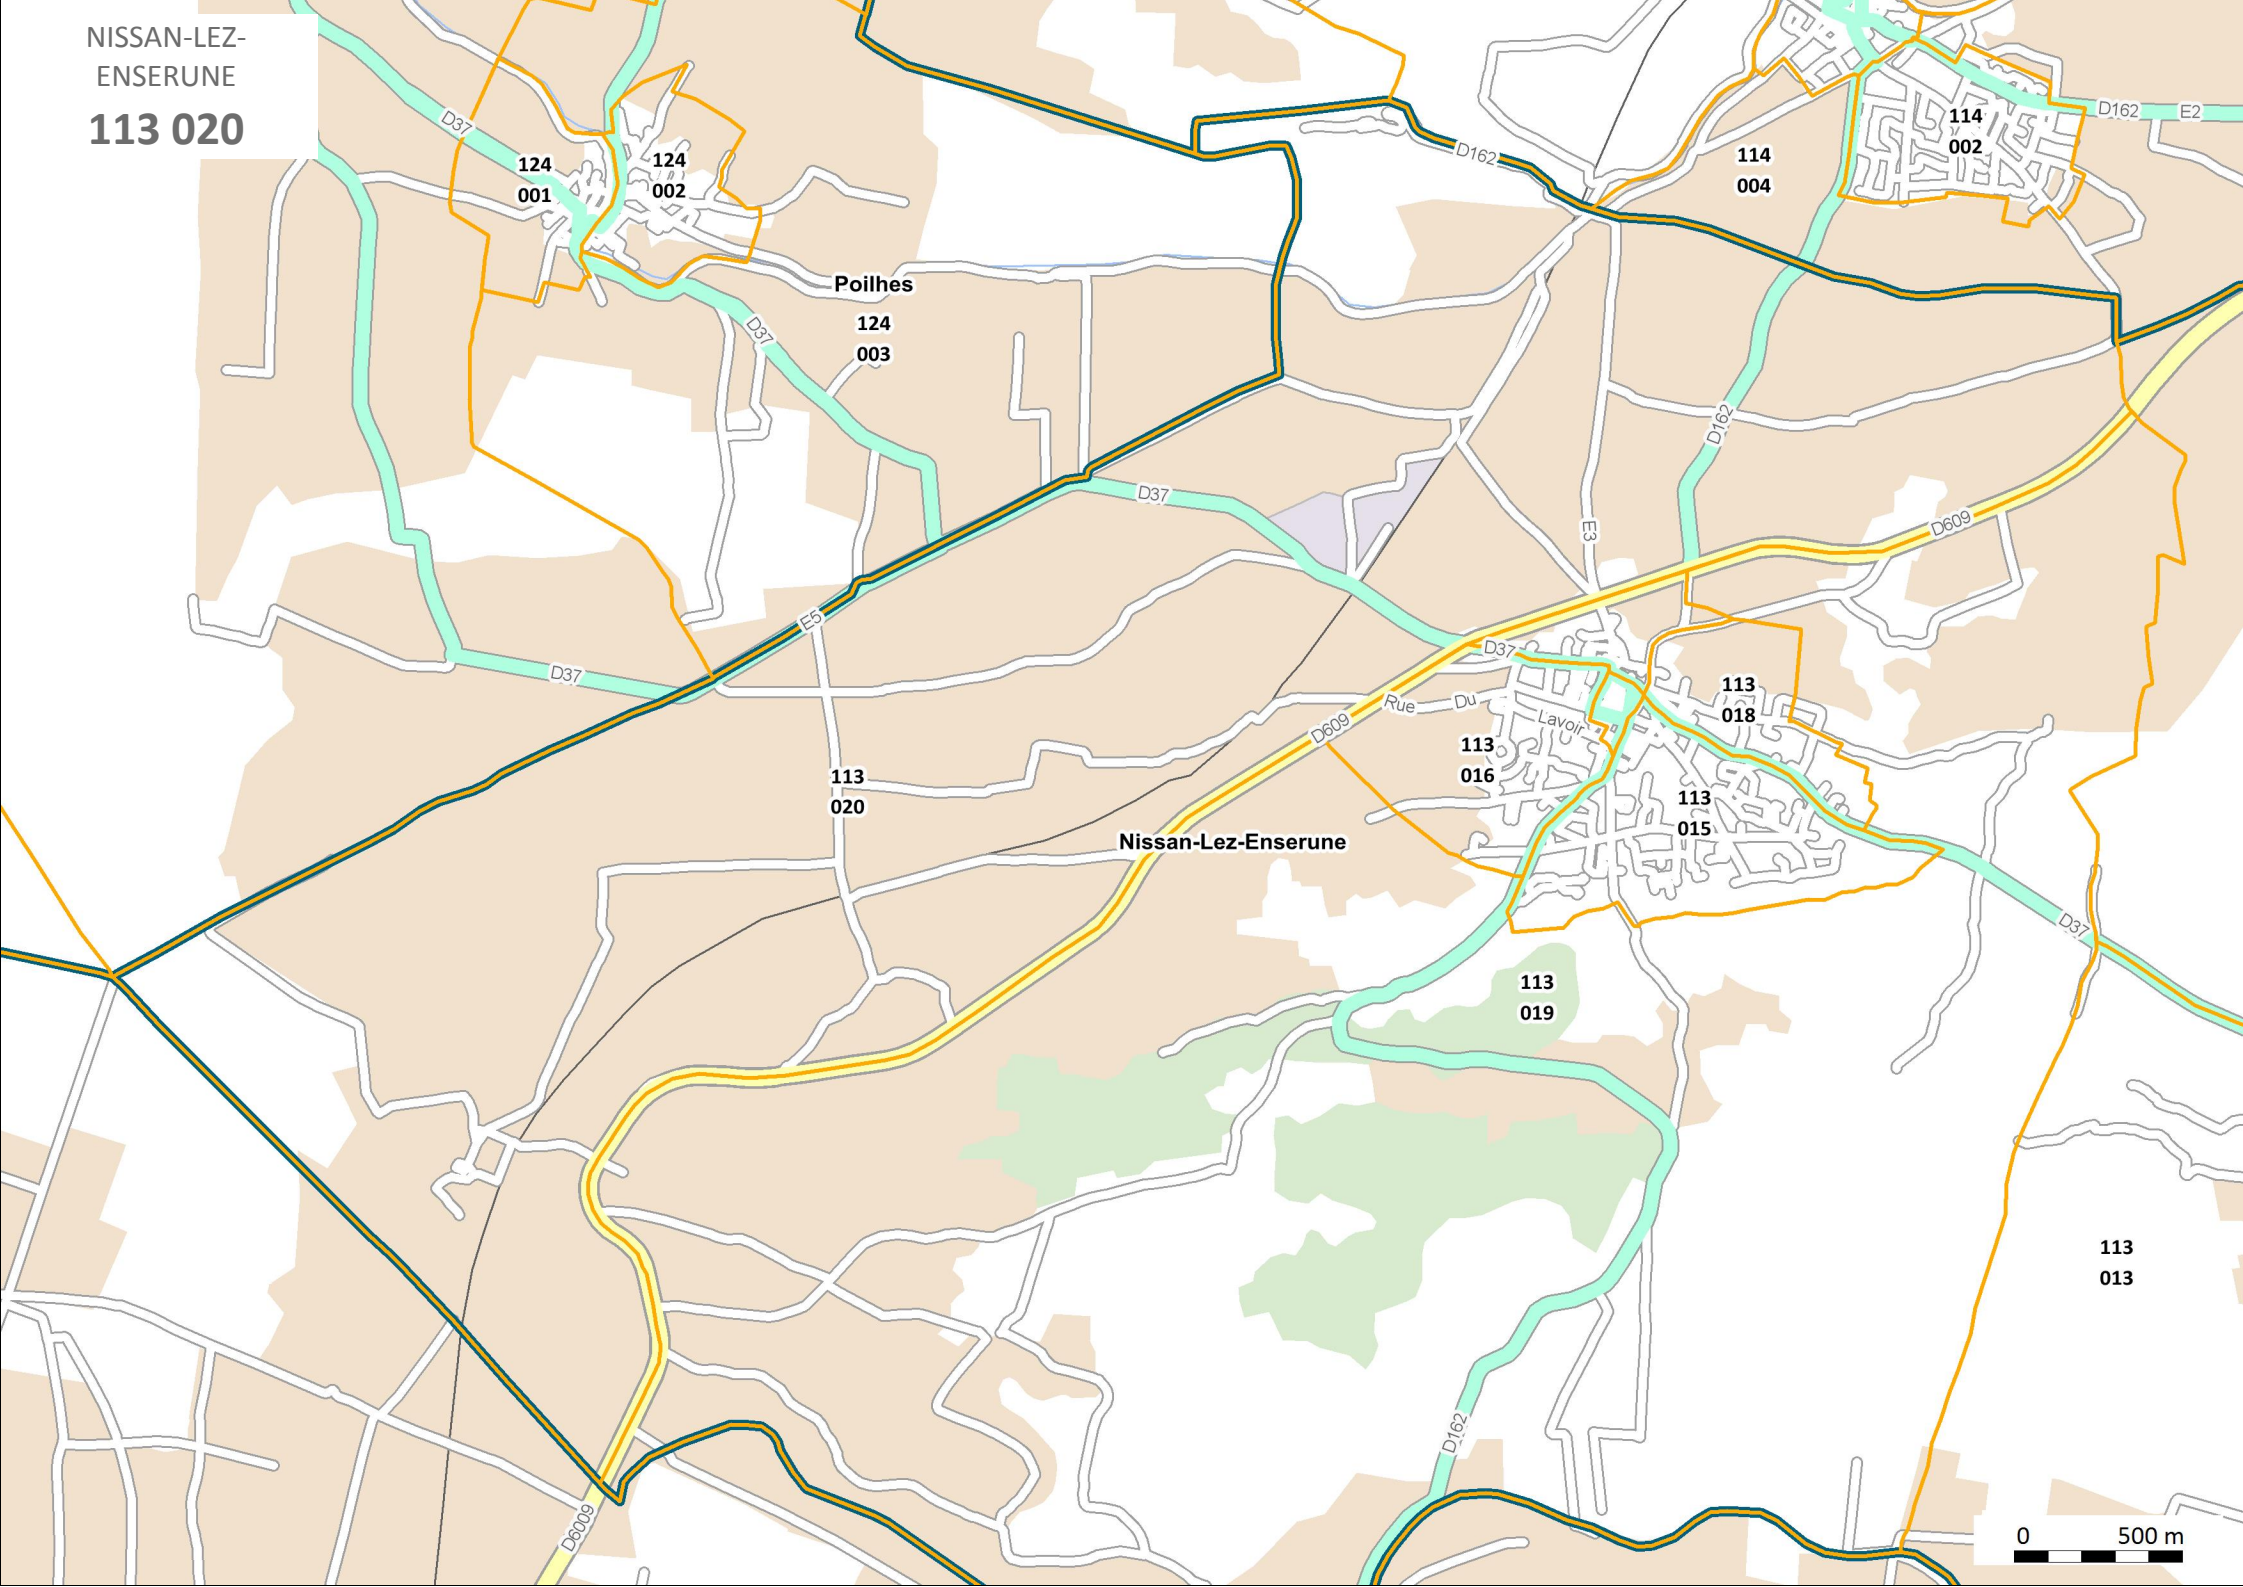 NISSAN-LEZ-
ENSERUNE
113 020
D37
124
001
124
002
D162
E2
114
002
D162
114
004
Poilhes
124
003
D37
D162
D37
E3
D609
E5
D37
D37
Rue Du
Lavoir
D609
113
018
113
016
113
020
113
015
Nissan-Lez-Enserune
D37
113
019
113
013
D162
D6009
0 500 m